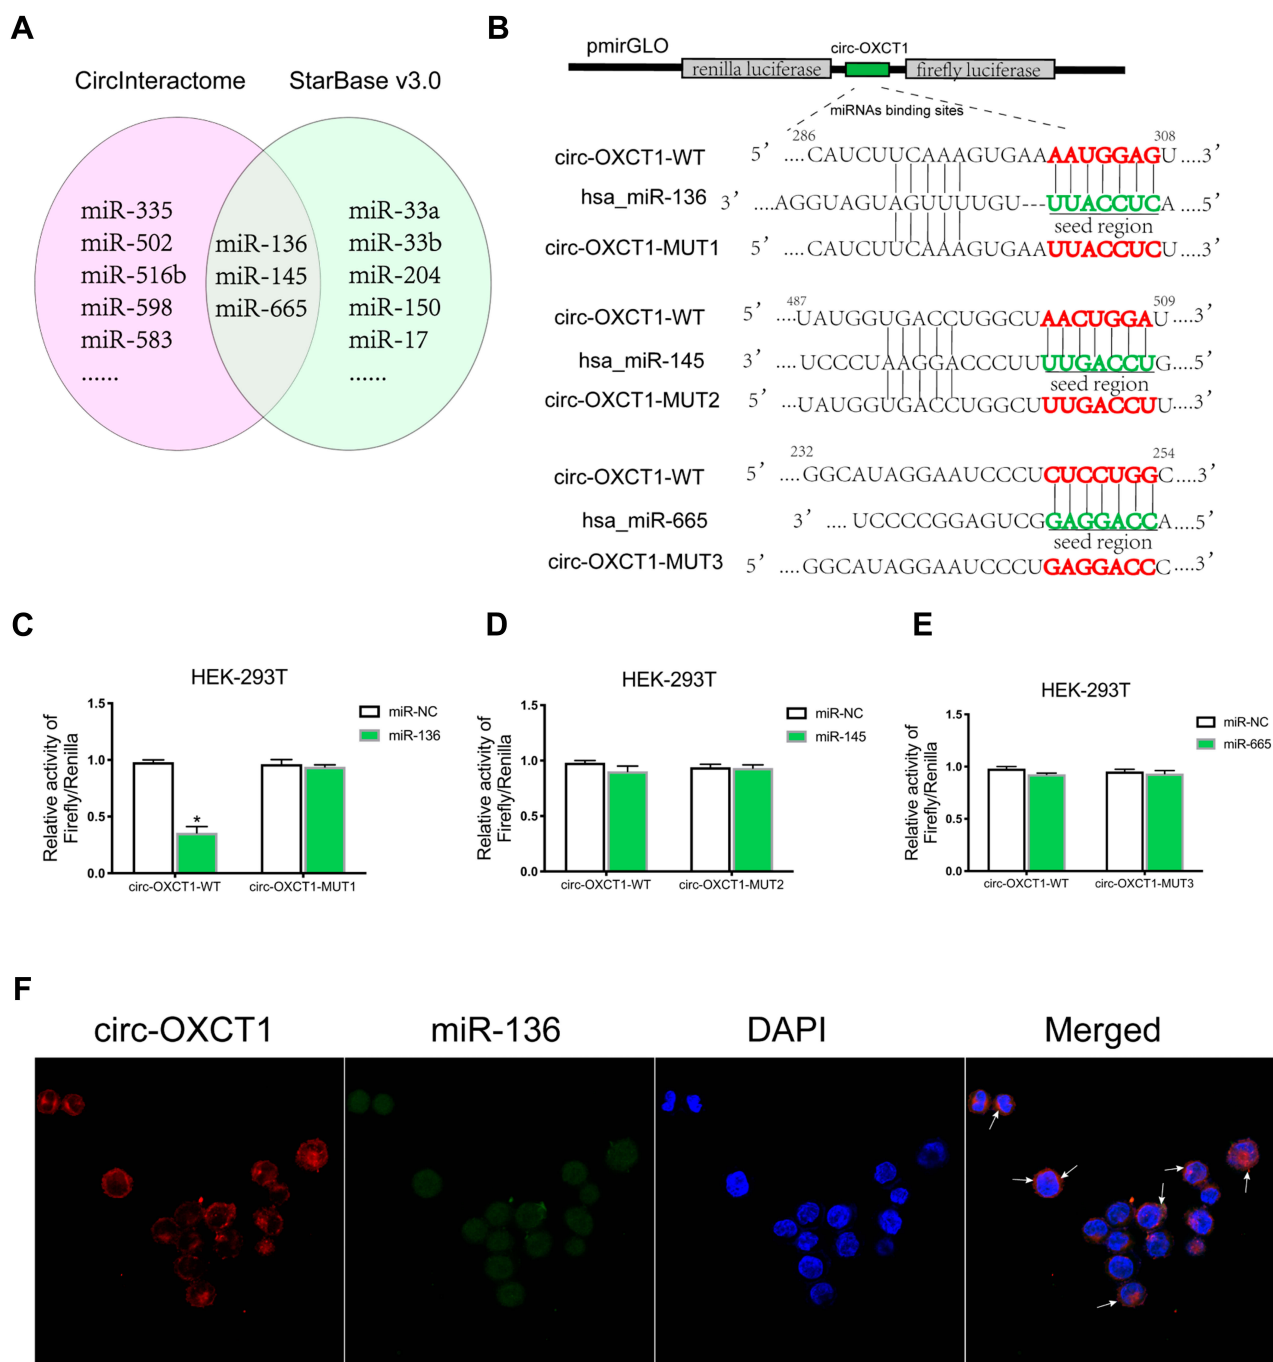 A
CircInteractome
StarBase v3.0
miR-335
miR-502
miR-516b
miR-598
miR-583
......
miR-136
miR-145
miR-665
miR-33a
miR-33b
miR-204
miR-150
miR-17
......
B
pmirGLO
circ-OXCT1
renilla luciferase
firefly luciferase
miRNAs binding sites
286
308
circ-OXCT1-WT 5’ ....CAUCUUCAAAGUGAAAAUGGAGU....3’
hsa_miR-136 3’ ....AGGUAGUAGUUUUGU---UUACCUCA....5’
seed region
circ-OXCT1-MUT1 5’ ....CAUCUUCAAAGUGAAUUACCUCU....3’
487
509
circ-OXCT1-WT 5’ ....UAUGGUGACCUGGCUAACUGGAU....3’
hsa_miR-145 3’ ...UCCCUAAGGACCCUUUUGACCUG....5’
seed region
circ-OXCT1-MUT2 5’ ...UAUGGUGACCUGGCUUUGACCUU....3’
232
254
circ-OXCT1-WT 5’ ....GGCAUAGGAAUCCCUCUCCUGGC....3’
hsa_miR-665 3’ ....UCCCCGGAGUCGGAGGACCA....5’
seed region
circ-OXCT1-MUT3 5’ ....GGCAUAGGAAUCCCUGAGGACCC....3’
C
HEK-293T
Relative activity of
Firefly/Renilla
1.5
1.0
0.5
0.0
*
miR-NC
miR-136
circ-OXCT1-WT
circ-OXCT1-MUT1
D
HEK-293T
Relative activity of
Firefly/Renilla
1.5
1.0
0.5
0.0
miR-NC
miR-145
circ-OXCT1-WT
circ-OXCT1-MUT2
E
HEK-293T
Relative activity of
Firefly/Renilla
1.5
1.0
0.5
0.0
miR-NC
miR-665
circ-OXCT1-WT
circ-OXCT1-MUT3
F
circ-OXCT1
miR-136
DAPI
Merged